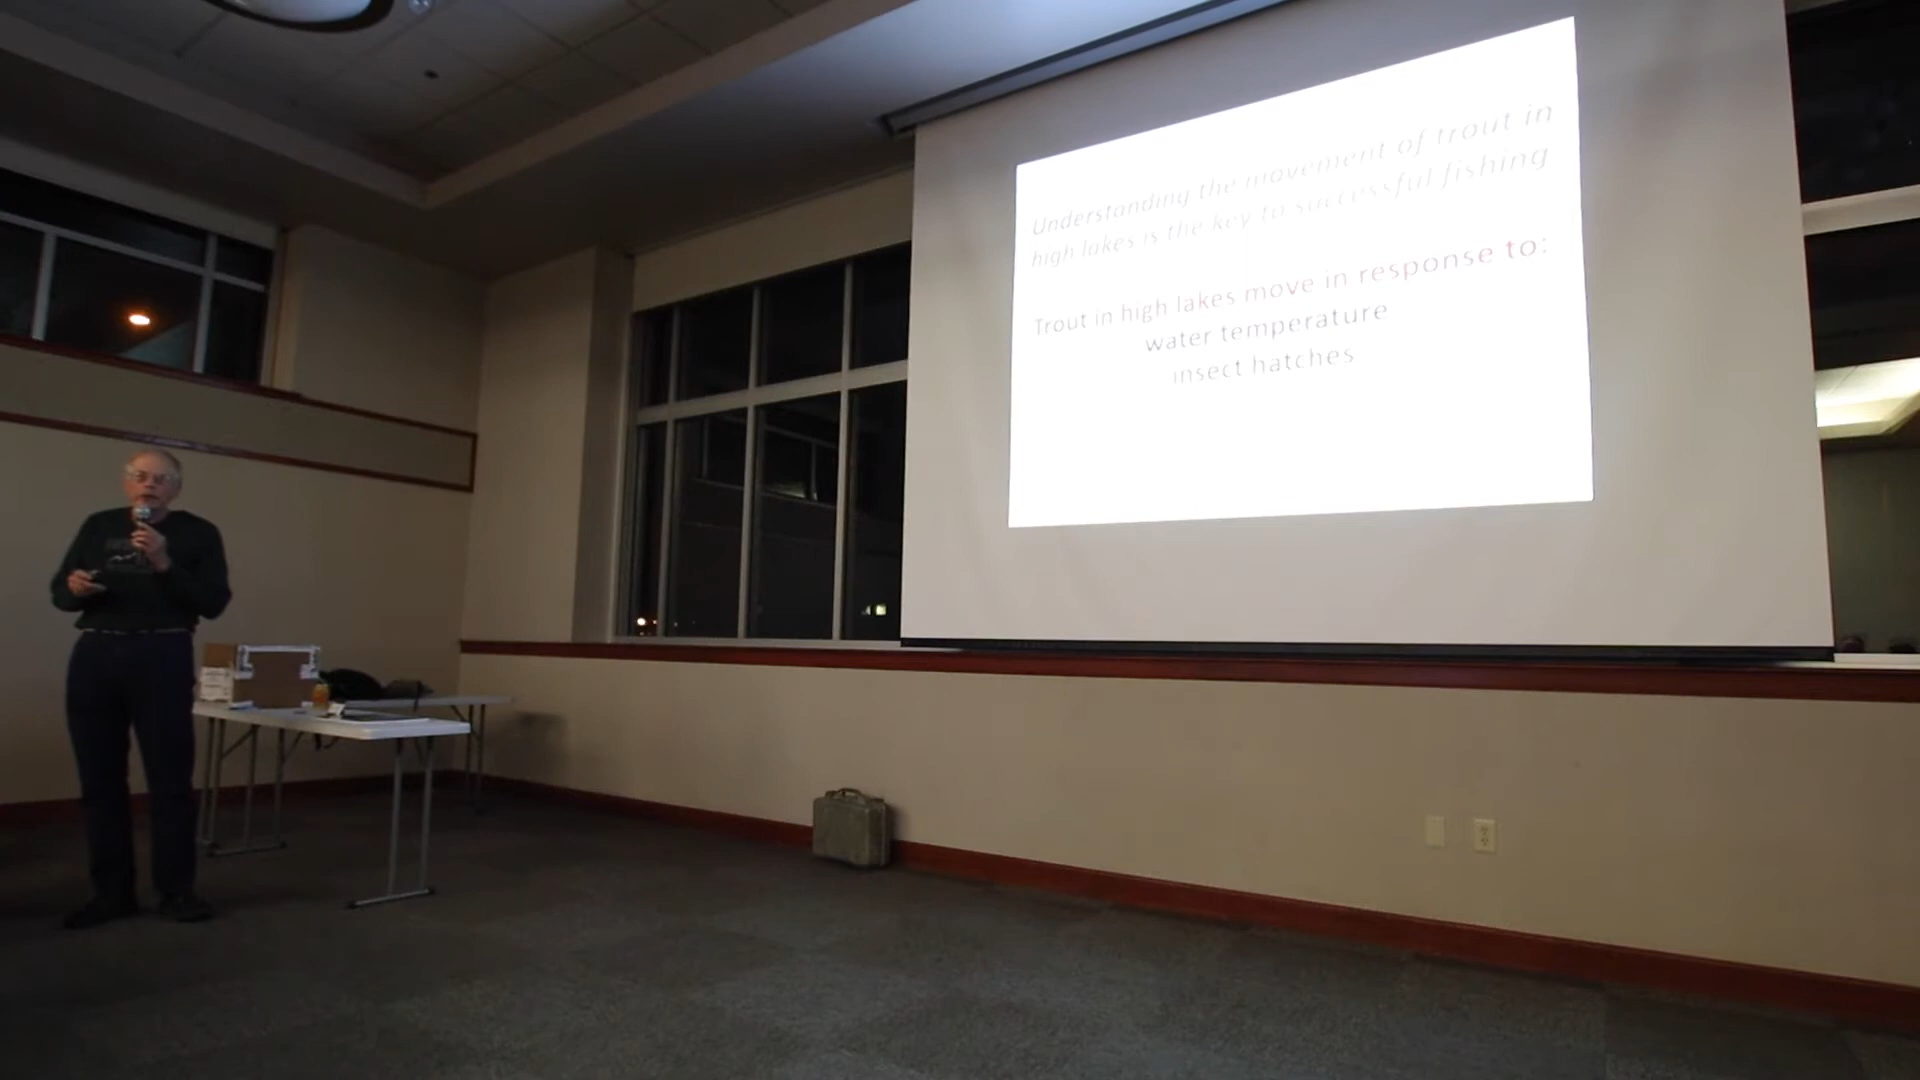 Understanding the movement of trout in
high lakes is the key to successful fishing
Trout in high lakes move in response to:
water temperature
insect hatches